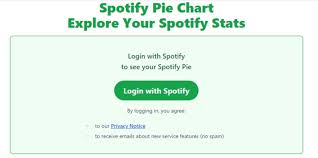 Spotify Pie Chart
Explore Your Spotify Stats
Login with Spotify
to see your Spotify Pie
Login with Spotify
By logging in, you agree:
- to our Privacy Notice
- to receive emails about new service features (no spain)